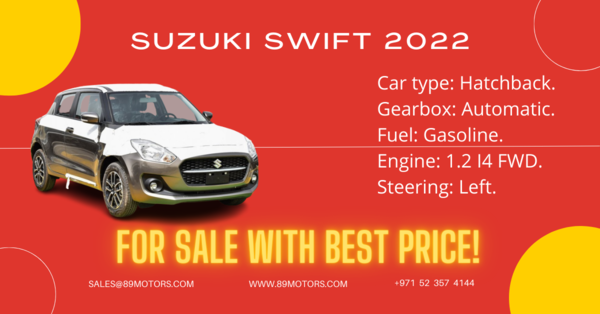 SUZUKI SWIFT 2022
Car type: Hatchback.
Gearbox: Automatic.
Fuel: Gasoline.
Engine: 1.2 I4 FWD.
Steering: Left.
FOR SALE WITH BEST PRICE!
SALES@89MOTORS.COM WWW.89MOTORS.COM +971 52 357 4144